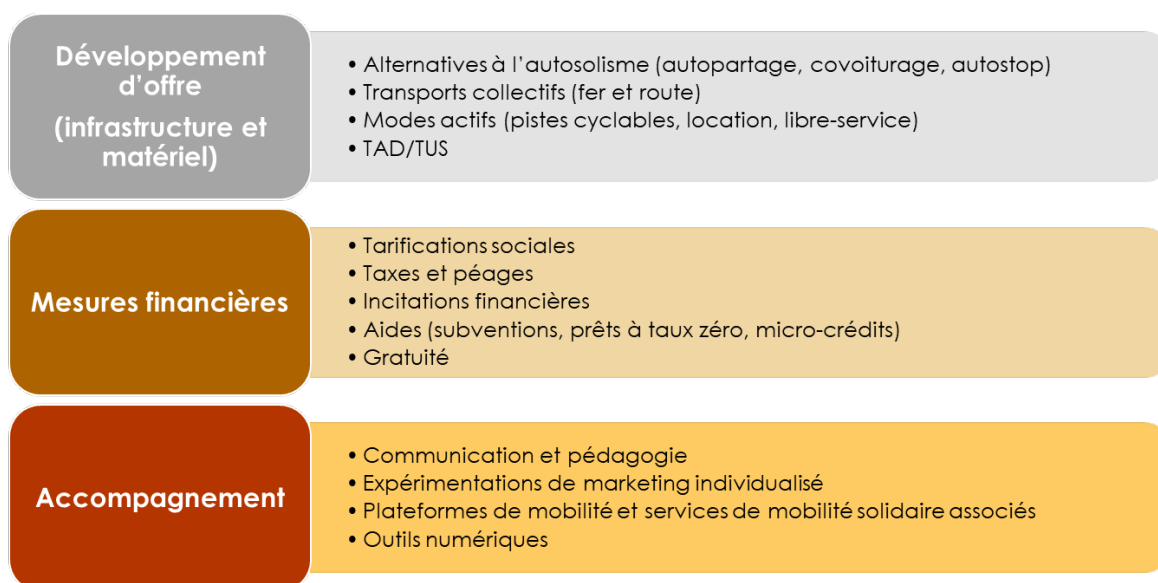 Développement
d'offre
(infrastructure et
matériel)
• Alternatives à l'autosolisme (autopartage, covoiturage, autostop)
• Transports collectifs (fer et route)
• Modes actifs (pistes cyclables, location, libre-service)
• TAD/TUS
Mesures financières
• Tarifications sociales
• Taxes et péages
• Incitations financières
• Aides (subventions, prêts à taux zéro, micro-crédits)
• Gratuité
Accompagnement
• Communication et pédagogie
• Expérimentations de marketing individualisé
• Plateformes de mobilité et services de mobilité solidaire associés
• Outils numériques